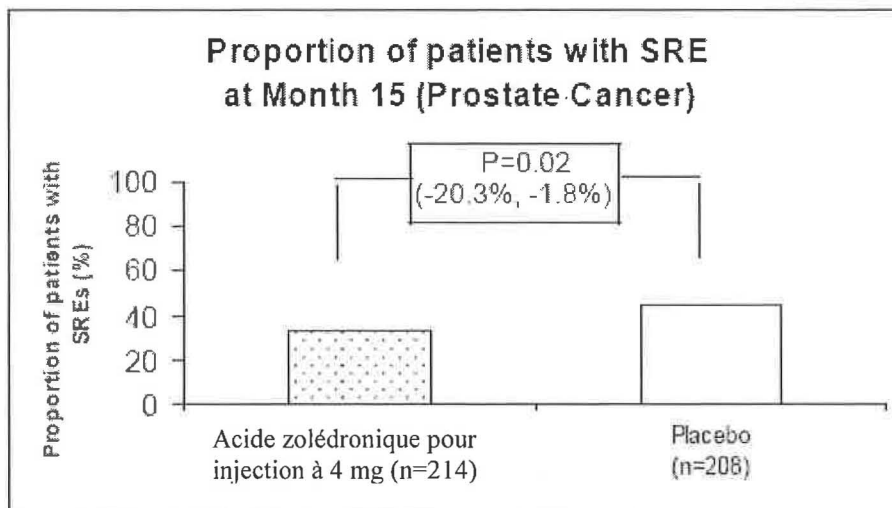 Proportion of patients with SRE
at Month 15 (Prostate Cancer)
P=0.02
(-20.3%, -1.8%)
Proportion of patients with
SREs (%)
100
80
60
40
20
0
Acide zolédronique pour
injection à 4 mg (n=214)
Placebo
(n=208)